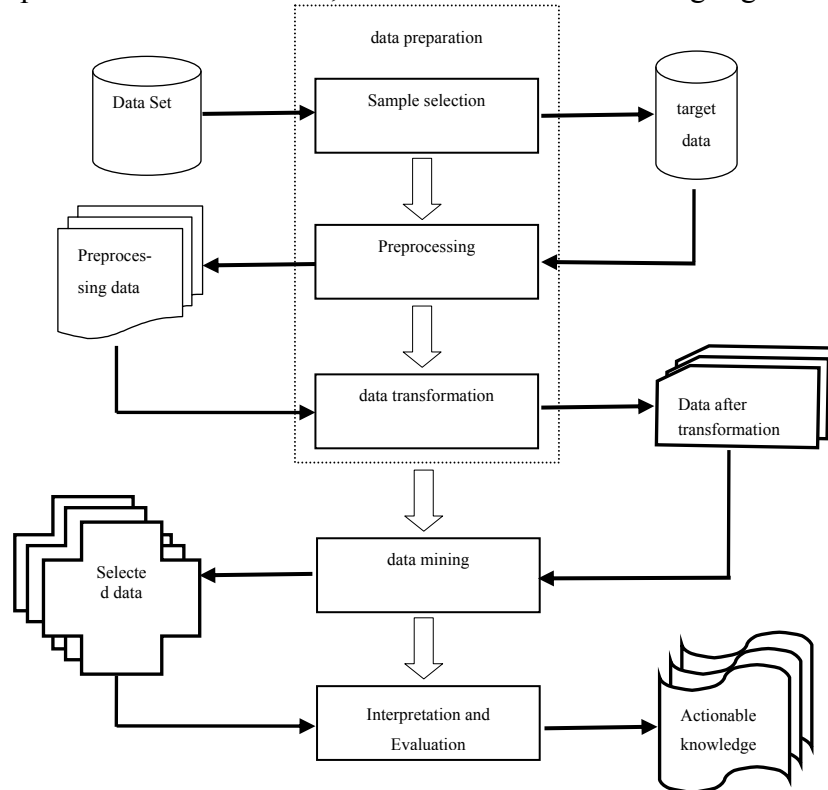 data preparation
Data Set
Sample selection
target
data
Preproces-
sing data
Preprocessing
data transformation
Data after
transformation
Selecte
d data
data mining
Interpretation and
Evaluation
Actionable
knowledge